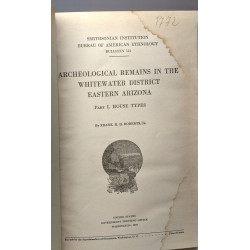 1772
SMITHSONIAN INSTITUTION
BUREAU OF AMERICAN ETHNOLOGY
BULLETIN 121
ARCHEOLOGICAL REMAINS IN THE
WHITEWATER DISTRICT
EASTERN ARIZONA
PART I. HOUSE TYPES
By FRANK H. H. ROBERTS, Jr.
UNITED STATES
GOVERNMENT PRINTING OFFICE
WASHINGTON